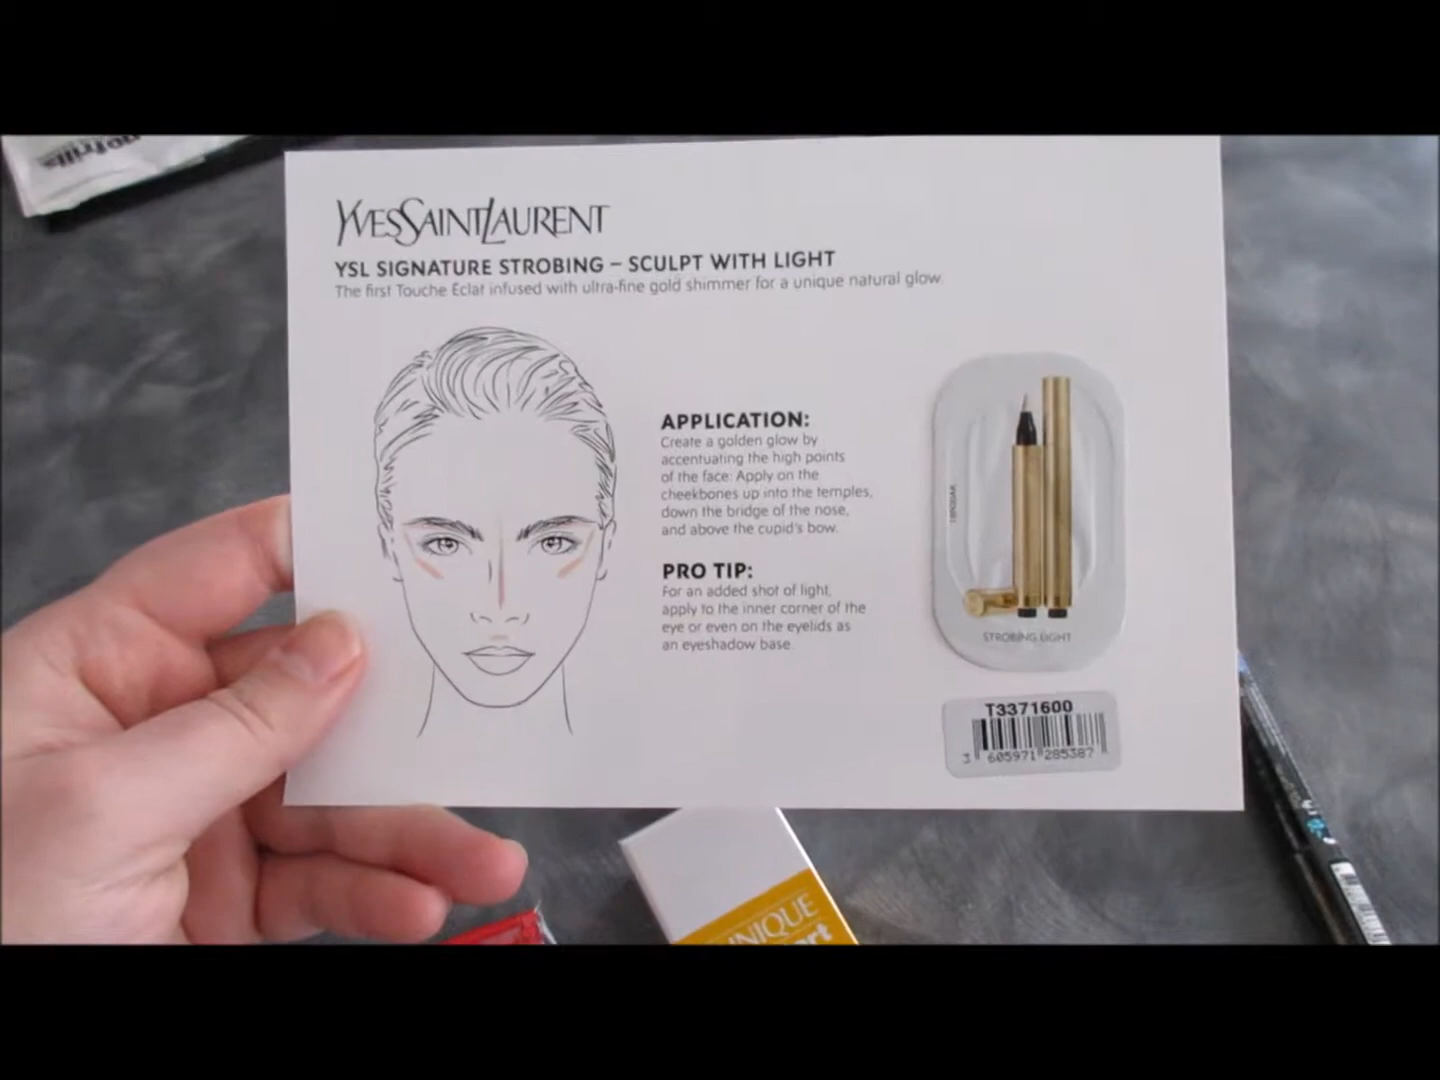 nofrills
YVESSAINTLAURENT
YSL SIGNATURE STROBING – SCULPT WITH LIGHT
The first Touche Éclat infused with ultra-fine gold shimmer for a unique natural glow.
APPLICATION:
Create a golden glow by
accentuating the high points
of the face: Apply on the
cheekbones up into the temples,
down the bridge of the nose,
and above the cupid's bow.
PRO TIP:
For an added shot of light,
apply to the inner corner of the
eye or even on the eyelids as
an eyeshadow base.
STROBING LIGHT
T3371600
3 605971 285387
NIQUE
art